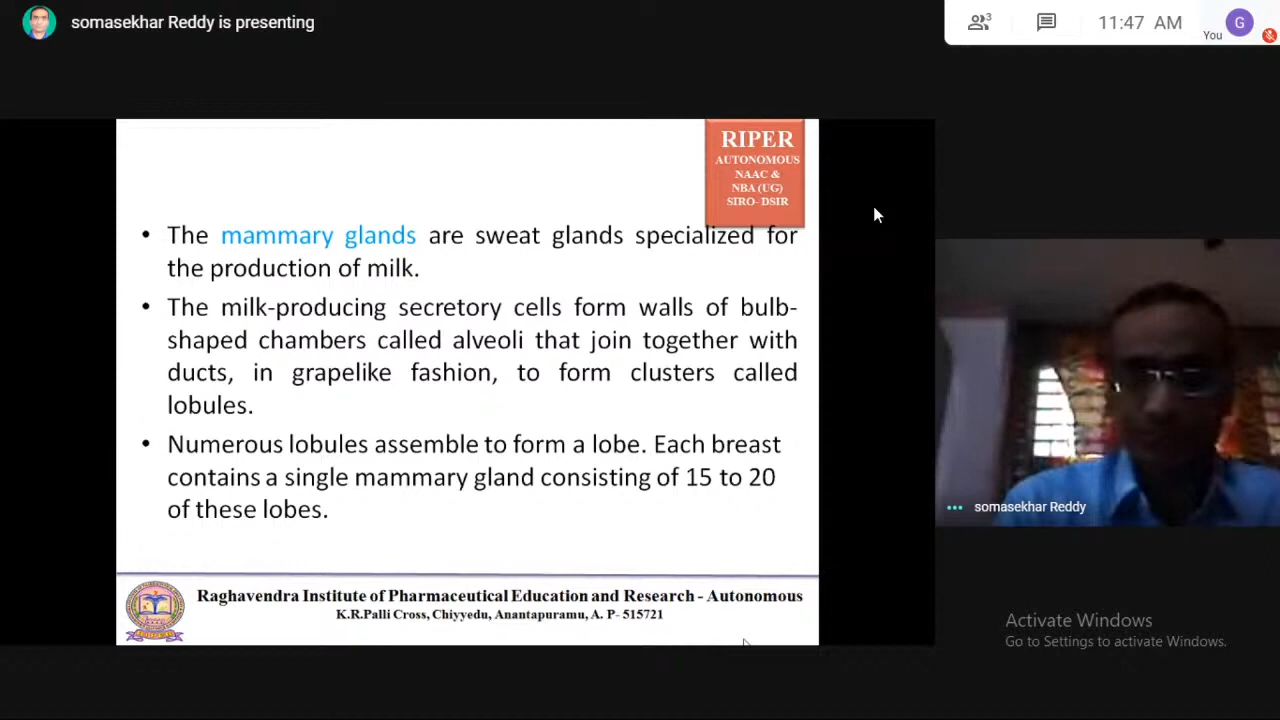 somasekhar Reddy is presenting
3
11:47 AM
You
G
RIPER
AUTONOMOUS
NAAC &
NBA (UG)
SIRO- DSIR
• The mammary glands are sweat glands specialized for
the production of milk.
• The milk-producing secretory cells form walls of bulb-
shaped chambers called alveoli that join together with
ducts, in grapelike fashion, to form clusters called
lobules.
• Numerous lobules assemble to form a lobe. Each breast
contains a single mammary gland consisting of 15 to 20
of these lobes.
Raghavendra Institute of Pharmaceutical Education and Research - Autonomous
K.R.Palli Cross, Chiyyedu, Anantapuramu, A. P- 515721
somasekhar Reddy
Activate Windows
Go to Settings to activate Windows.